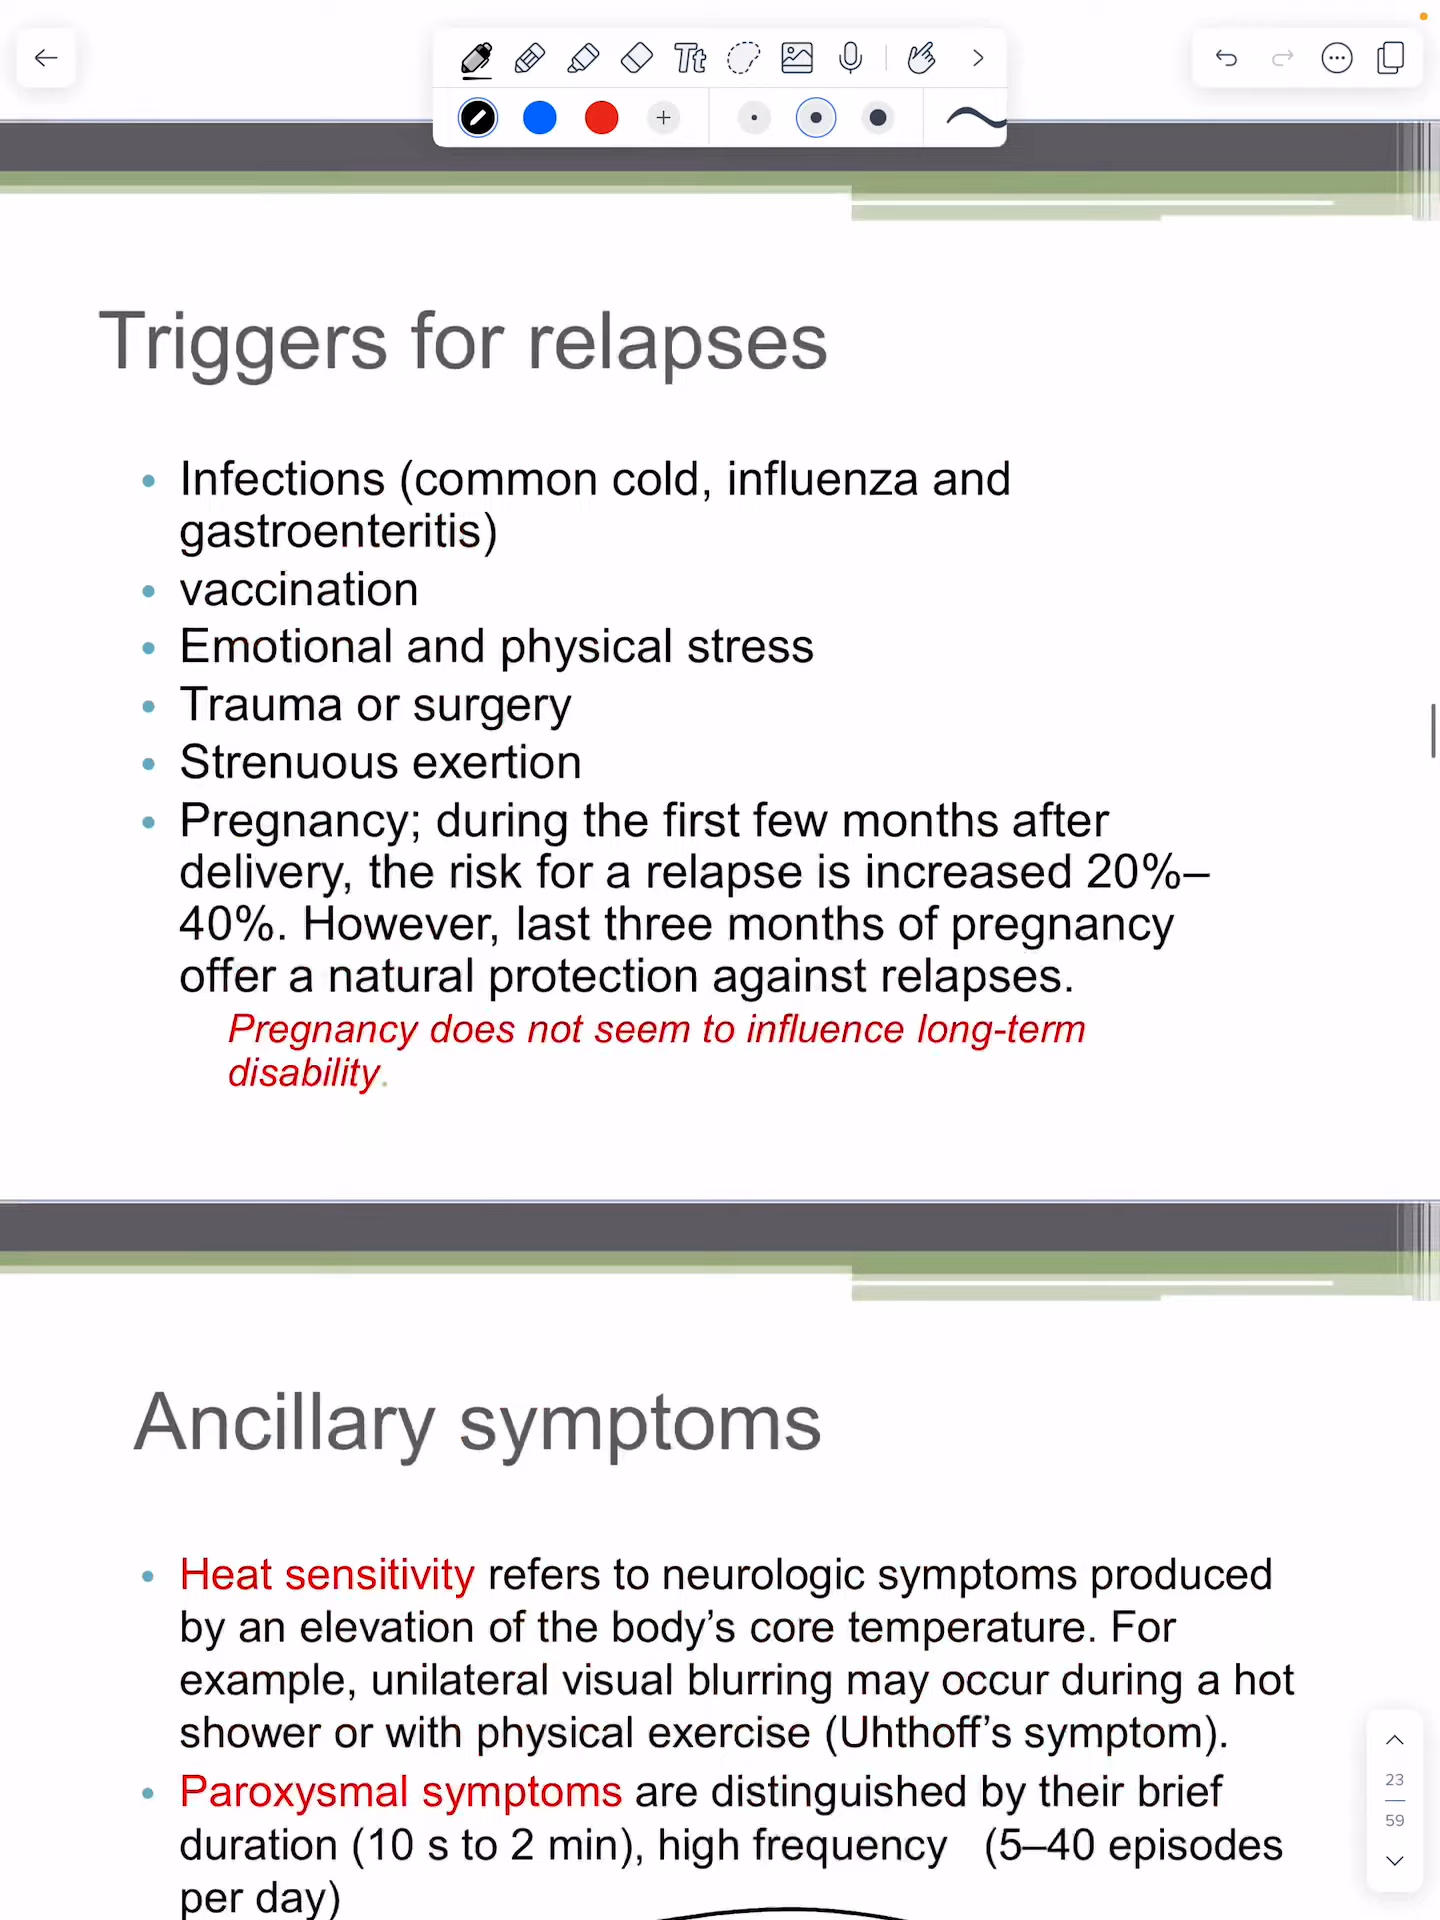 Tt
Triggers for relapses
• Infections (common cold, influenza and
gastroenteritis)
• vaccination
• Emotional and physical stress
• Trauma or surgery
• Strenuous exertion
• Pregnancy; during the first few months after
delivery, the risk for a relapse is increased 20%–
40%. However, last three months of pregnancy
offer a natural protection against relapses.
Pregnancy does not seem to influence long-term
disability.
Ancillary symptoms
• Heat sensitivity refers to neurologic symptoms produced
by an elevation of the body’s core temperature. For
example, unilateral visual blurring may occur during a hot
shower or with physical exercise (Uhthoff’s symptom).
• Paroxysmal symptoms are distinguished by their brief
duration (10 s to 2 min), high frequency (5–40 episodes
per day)
23
59